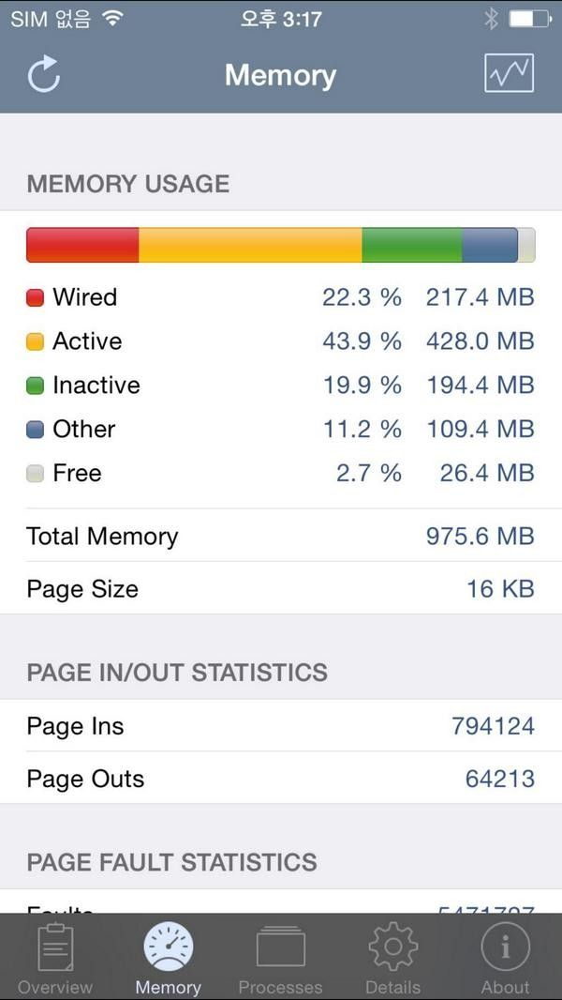 SIM 없음 오후 3:17
Memory
MEMORY USAGE
Wired 22.3 % 217.4 MB
Active 43.9 % 428.0 MB
Inactive 19.9 % 194.4 MB
Other 11.2 % 109.4 MB
Free 2.7 % 26.4 MB
Total Memory 975.6 MB
Page Size 16 KB
PAGE IN/OUT STATISTICS
Page Ins 794124
Page Outs 64213
PAGE FAULT STATISTICS
Faults
Overview Memory Processes Details About